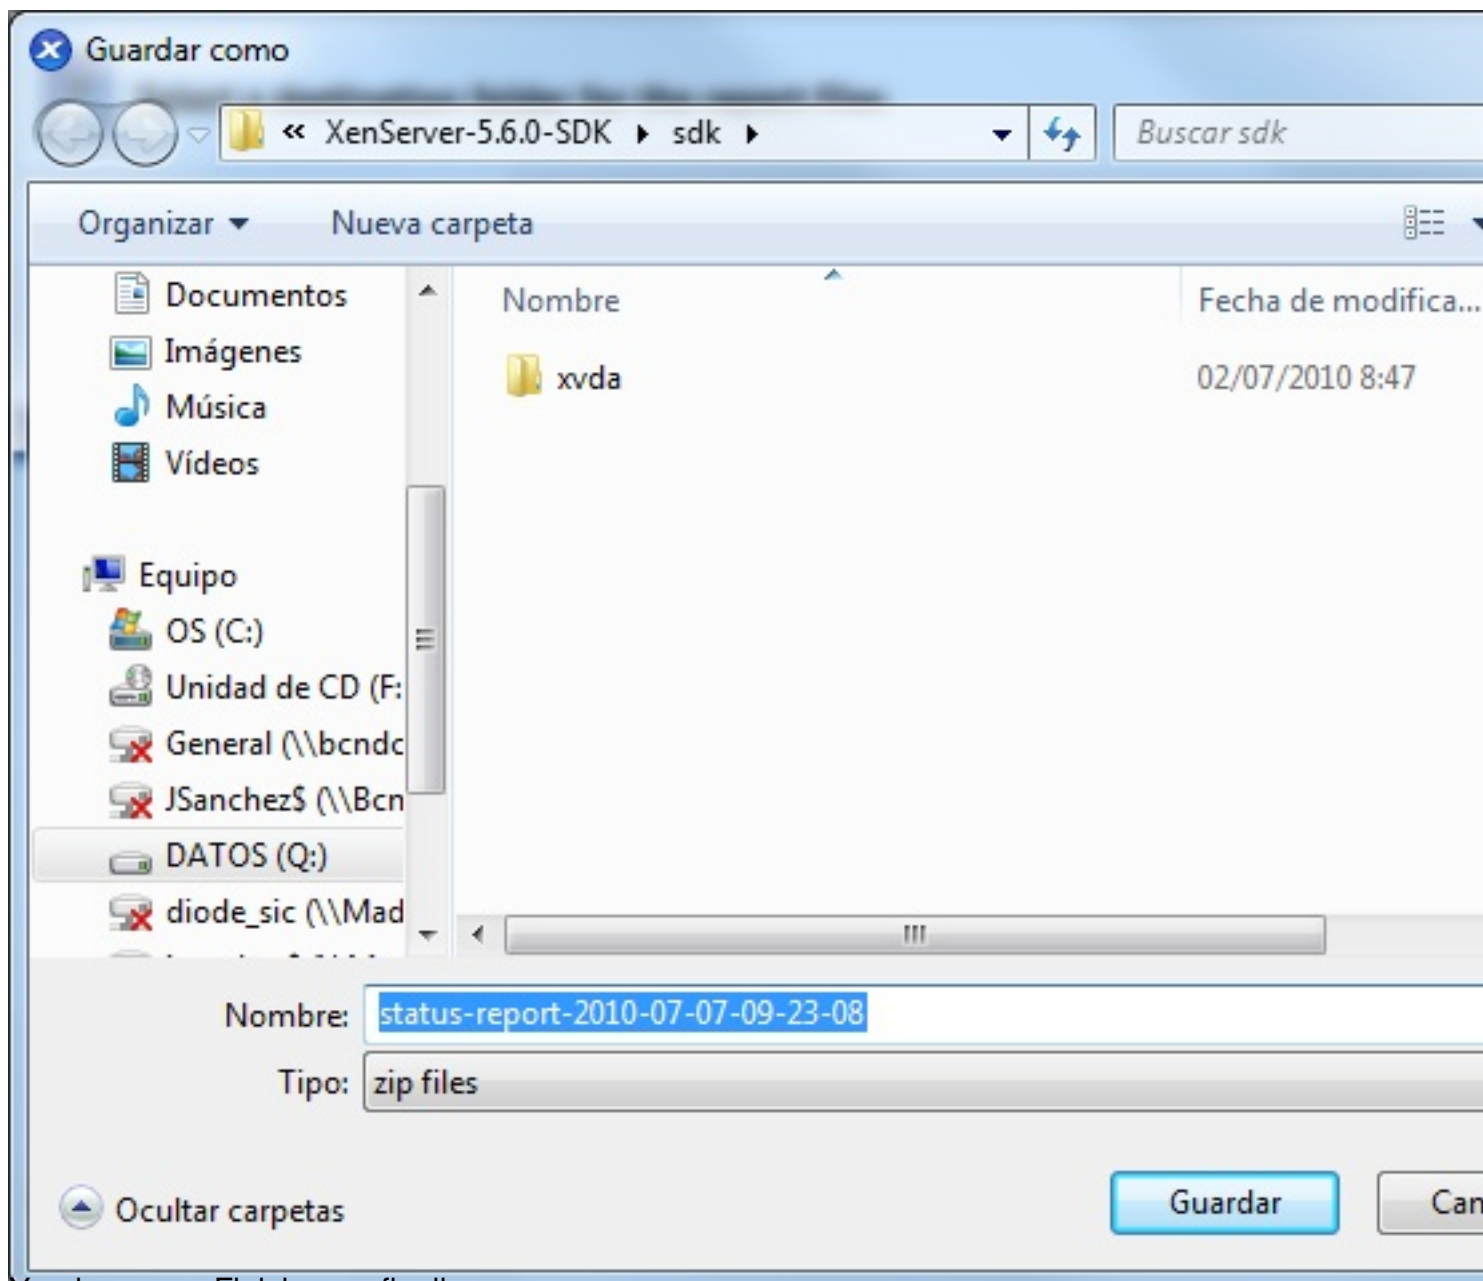 Guardar como
« XenServer-5.6.0-SDK sdk
Buscar sdk
Organizar
Nueva carpeta
Nombre
Fecha de modifica...
Documentos
Imágenes
Música
Vídeos
xvda
02/07/2010 8:47
Equipo
OS (C:)
Unidad de CD (F:
General (\\bcndc
JSanchez$ (\\Bcn
DATOS (Q:)
diode_sic (\\Mad
Nombre: status-report-2010-07-07-09-23-08
Tipo: zip files
Ocultar carpetas
Guardar
Can